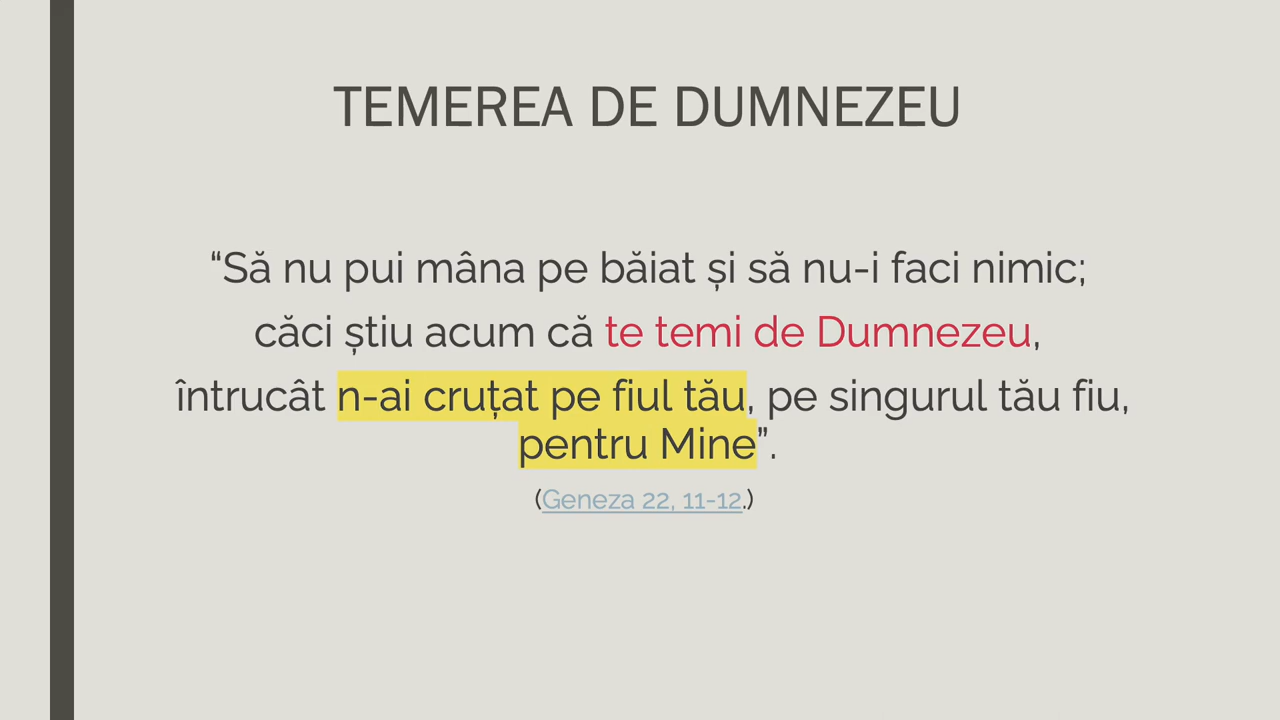 TEMEREA DE DUMNEZEU
“Să nu pui mâna pe băiat și să nu-i faci nimic;
căci știu acum că te temi de Dumnezeu,
întrucât n-ai cruțat pe fiul tău, pe singurul tău fiu,
pentru Mine”.
(Geneza 22, 11-12.)